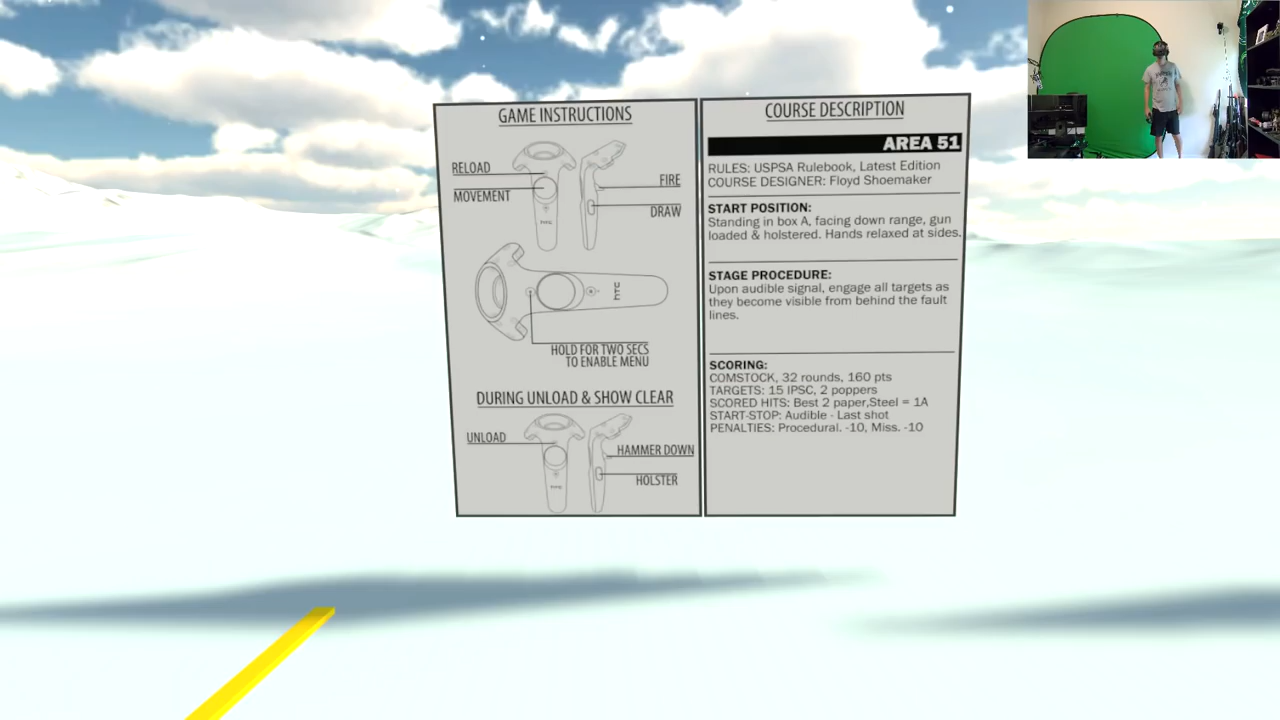 GAME INSTRUCTIONS
RELOAD
MOVEMENT
FIRE
DRAW
HOLD FOR TWO SECS
TO ENABLE MENU
DURING UNLOAD & SHOW CLEAR
UNLOAD
HAMMER DOWN
HOLSTER
COURSE DESCRIPTION
AREA 51
RULES: USPSA Rulebook, Latest Edition
COURSE DESIGNER: Floyd Shoemaker
START POSITION:
Standing in box A, facing down range, gun
loaded & holstered. Hands relaxed at sides.
STAGE PROCEDURE:
Upon audible signal, engage all targets as
they become visible from behind the fault
lines.
SCORING:
COMSTOCK, 32 rounds, 160 pts
TARGETS: 15 IPSC, 2 poppers
SCORED HITS: Best 2 paper,Steel = 1A
START-STOP: Audible - Last shot
PENALTIES: Procedural. -10, Miss. -10